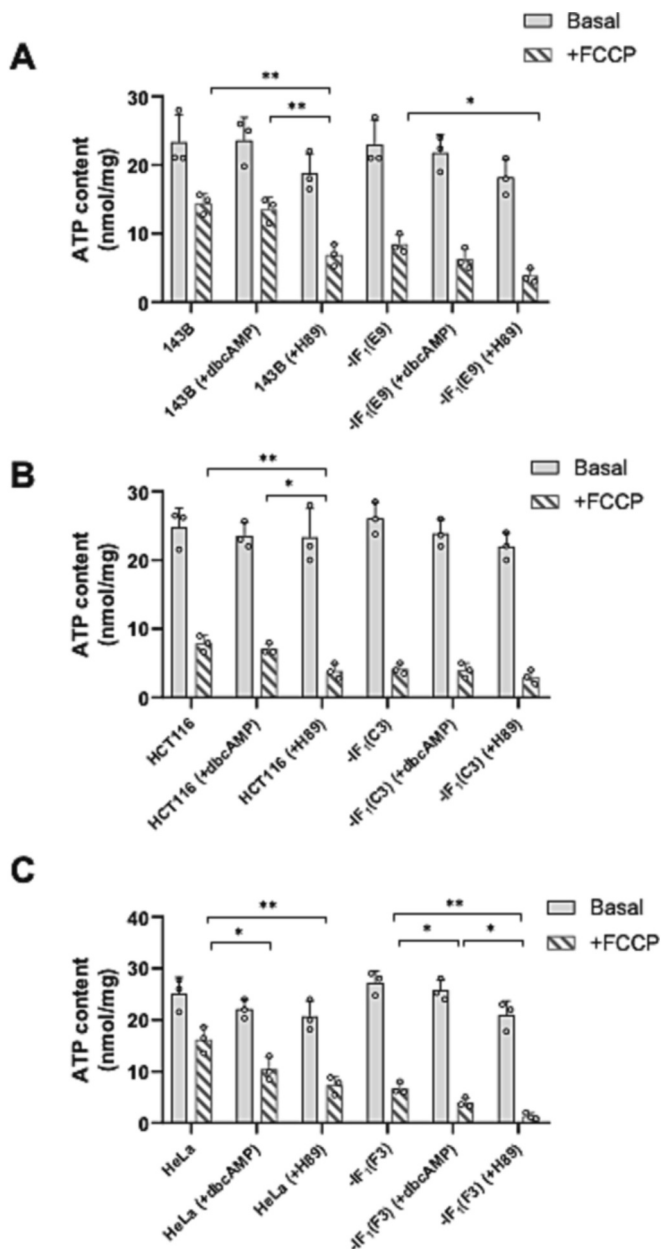 A
Basal
+FCCP
**
**
*
ATP content
(nmol/mg)
30
20
10
0
143B
143B (+dbcAMP)
143B (+H89)
-IF₁(E9)
-IF₁(E9) (+dbcAMP)
-IF₁(E9) (+H89)
B
Basal
+FCCP
**
*
ATP content
(nmol/mg)
30
20
10
0
HCT116
HCT116 (+dbcAMP)
HCT116 (+H89)
-IF₁(C3)
-IF₁(C3) (+dbcAMP)
-IF₁(C3) (+H89)
C
Basal
+FCCP
**
*
**
*
*
ATP content
(nmol/mg)
40
30
20
10
0
HeLa
HeLa (+dbcAMP)
HeLa (+H89)
-IF₁(F3)
-IF₁(F3) (+dbcAMP)
-IF₁(F3) (+H89)